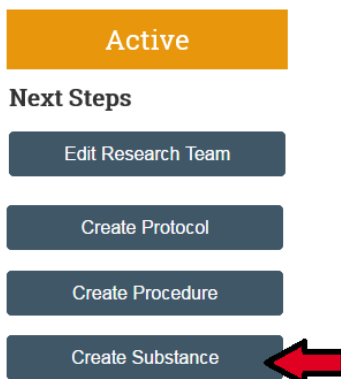 Active
Next Steps
Edit Research Team
Create Protocol
Create Procedure
Create Substance